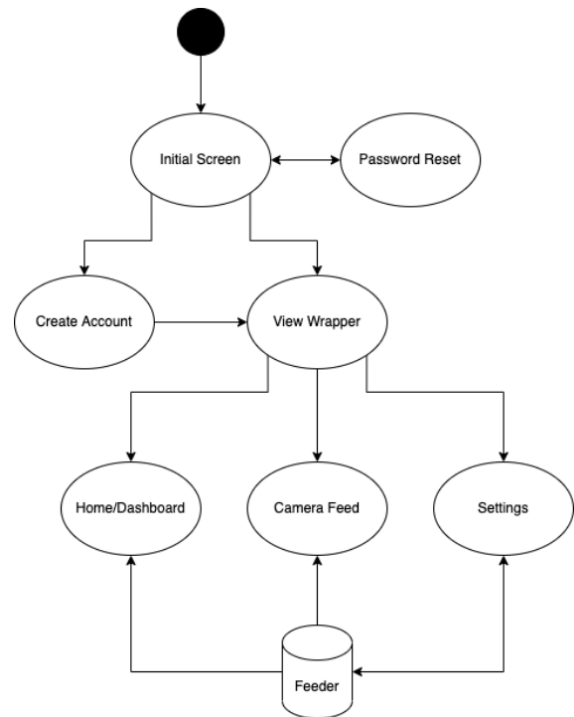 Initial Screen
Password Reset
Create Account
View Wrapper
Home/Dashboard
Camera Feed
Settings
Feeder